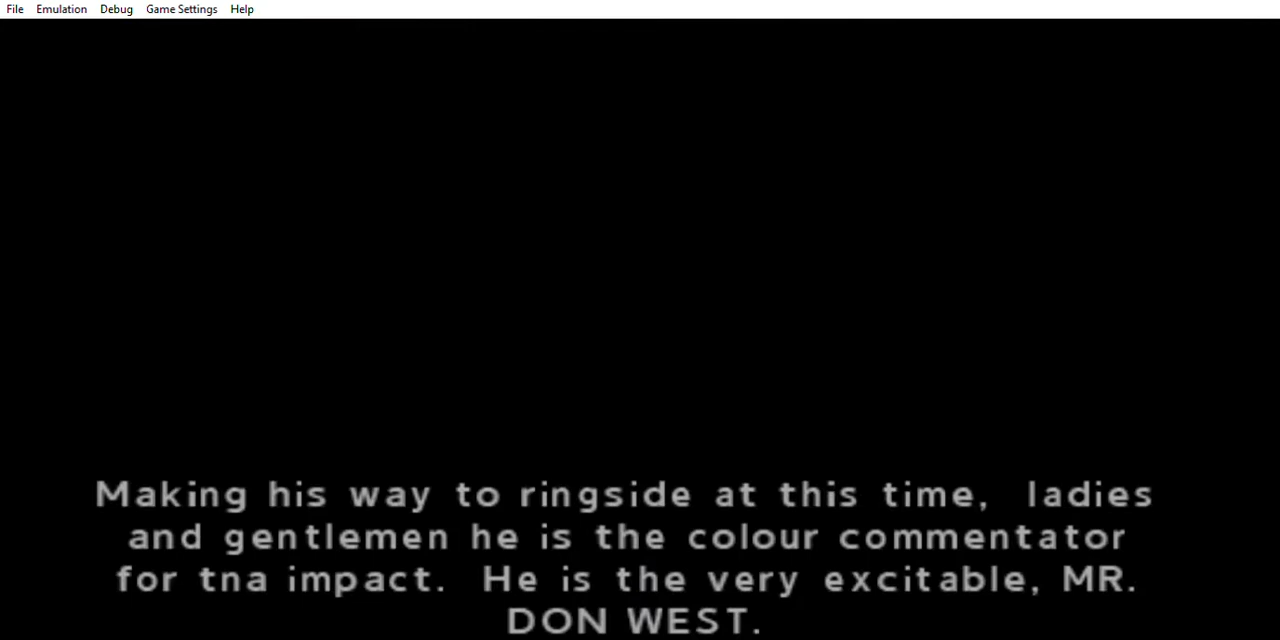 File Emulation Debug Game Settings Help
Making his way to ringside at this time, ladies
and gentlemen he is the colour commentator
for tna impact. He is the very excitable, MR.
DON WEST.